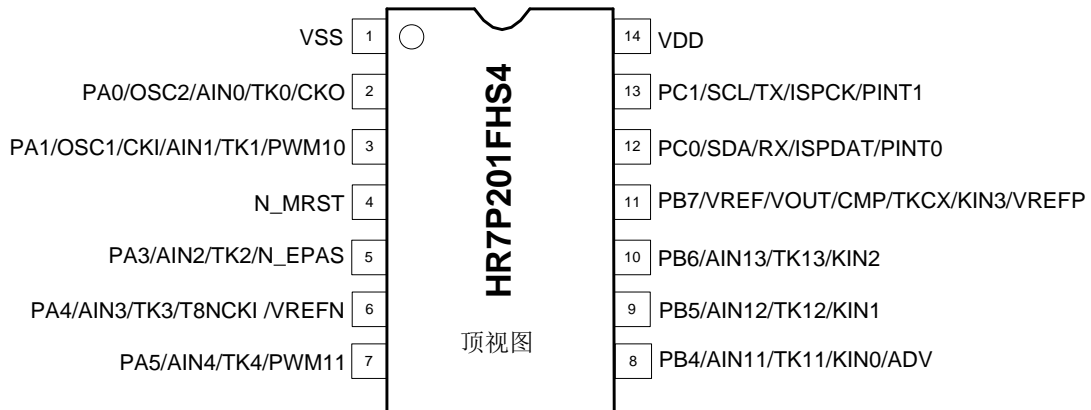 VSS 1 14 VDD
PA0/OSC2/AIN0/TK0/CKO 2 13 PC1/SCL/TX/ISPCK/PINT1
PA1/OSC1/CKI/AIN1/TK1/PWM10 3 12 PC0/SDA/RX/ISPDAT/PINT0
N_MRST 4 11 PB7/VREF/VOUT/CMP/TKCX/KIN3/VREFP
PA3/AIN2/TK2/N_EPAS 5 10 PB6/AIN13/TK13/KIN2
PA4/AIN3/TK3/T8NCKI /VREFN 6 9 PB5/AIN12/TK12/KIN1
PA5/AIN4/TK4/PWM11 7 8 PB4/AIN11/TK11/KIN0/ADV
HR7P201FHS4
顶视图